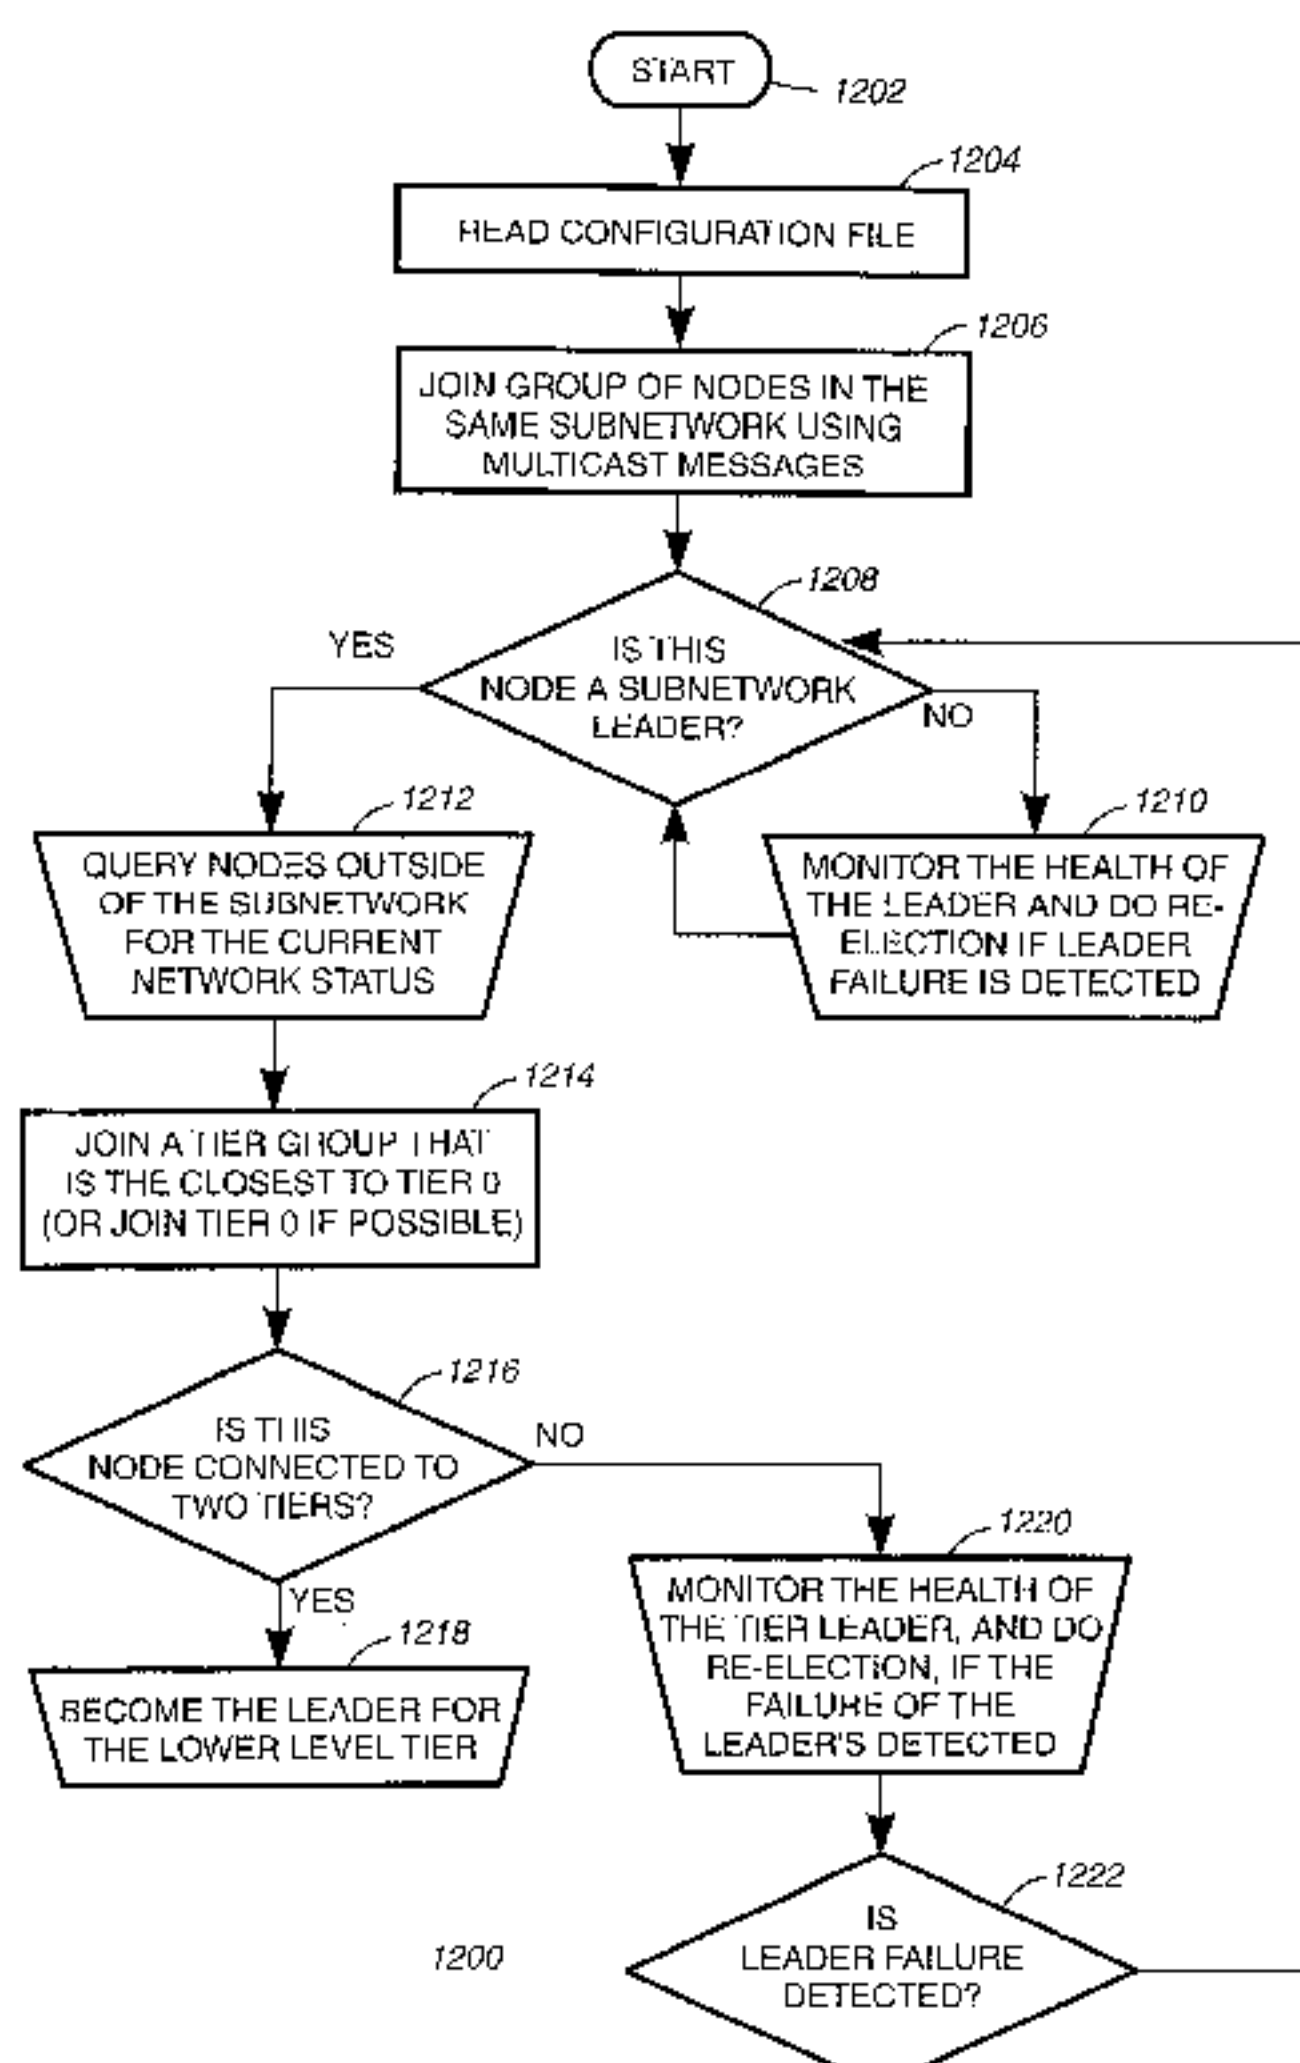 START
1202
1204
READ CONFIGURATION FILE
1206
JOIN GROUP OF NODES IN THE
SAME SUBNETWORK USING
MULTICAST MESSAGES
1208
YES
IS THIS
NODE A SUBNETWORK
LEADER?
NO
1212
QUERY NODES OUTSIDE
OF THE SUBNETWORK
FOR THE CURRENT
NETWORK STATUS
1210
MONITOR THE HEALTH OF
THE LEADER AND DO RE-
ELECTION IF LEADER
FAILURE IS DETECTED
1214
JOIN A TIER GROUP THAT
IS THE CLOSEST TO TIER 0
(OR JOIN TIER 0 IF POSSIBLE)
1216
IS THIS
NODE CONNECTED TO
TWO TIERS?
NO
YES
1218
BECOME THE LEADER FOR
THE LOWER LEVEL TIER
1220
MONITOR THE HEALTH OF
THE TIER LEADER, AND DO
RE-ELECTION, IF THE
FAILURE OF THE
LEADER'S DETECTED
1222
IS
LEADER FAILURE
DETECTED?
1200